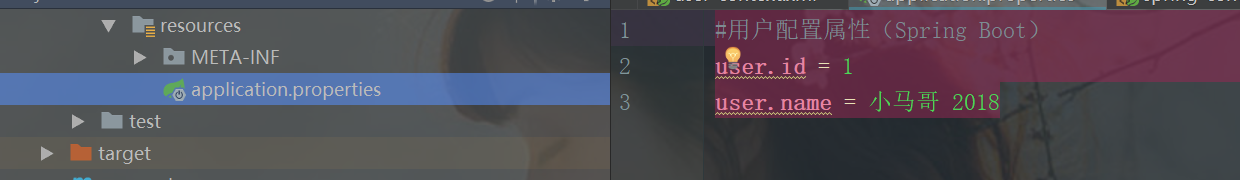 resources
META-INF
application.properties
test
target
1 #用户配置属性（Spring Boot）
2 user.id = 1
3 user.name = 小马哥 2018